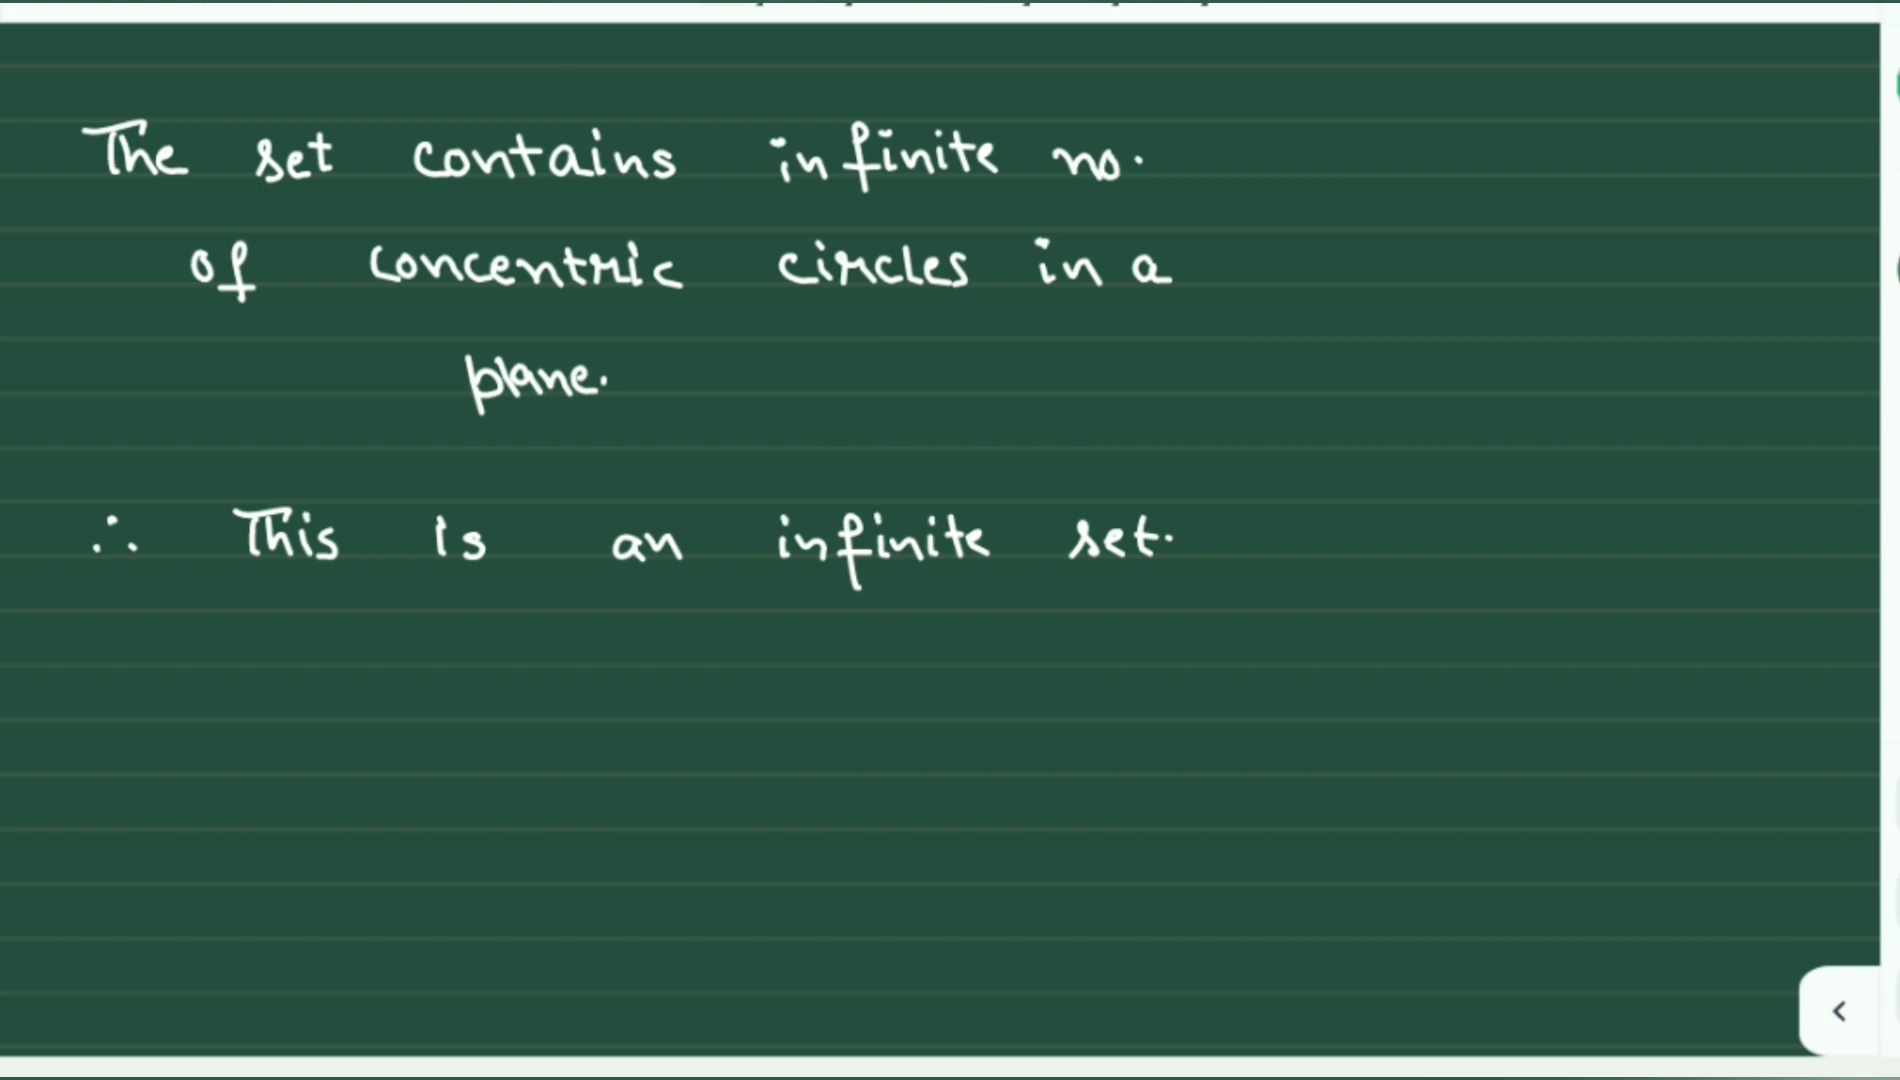 The set contains infinite no.
of concentric circles in a
plane.
∴ This is an infinite set.